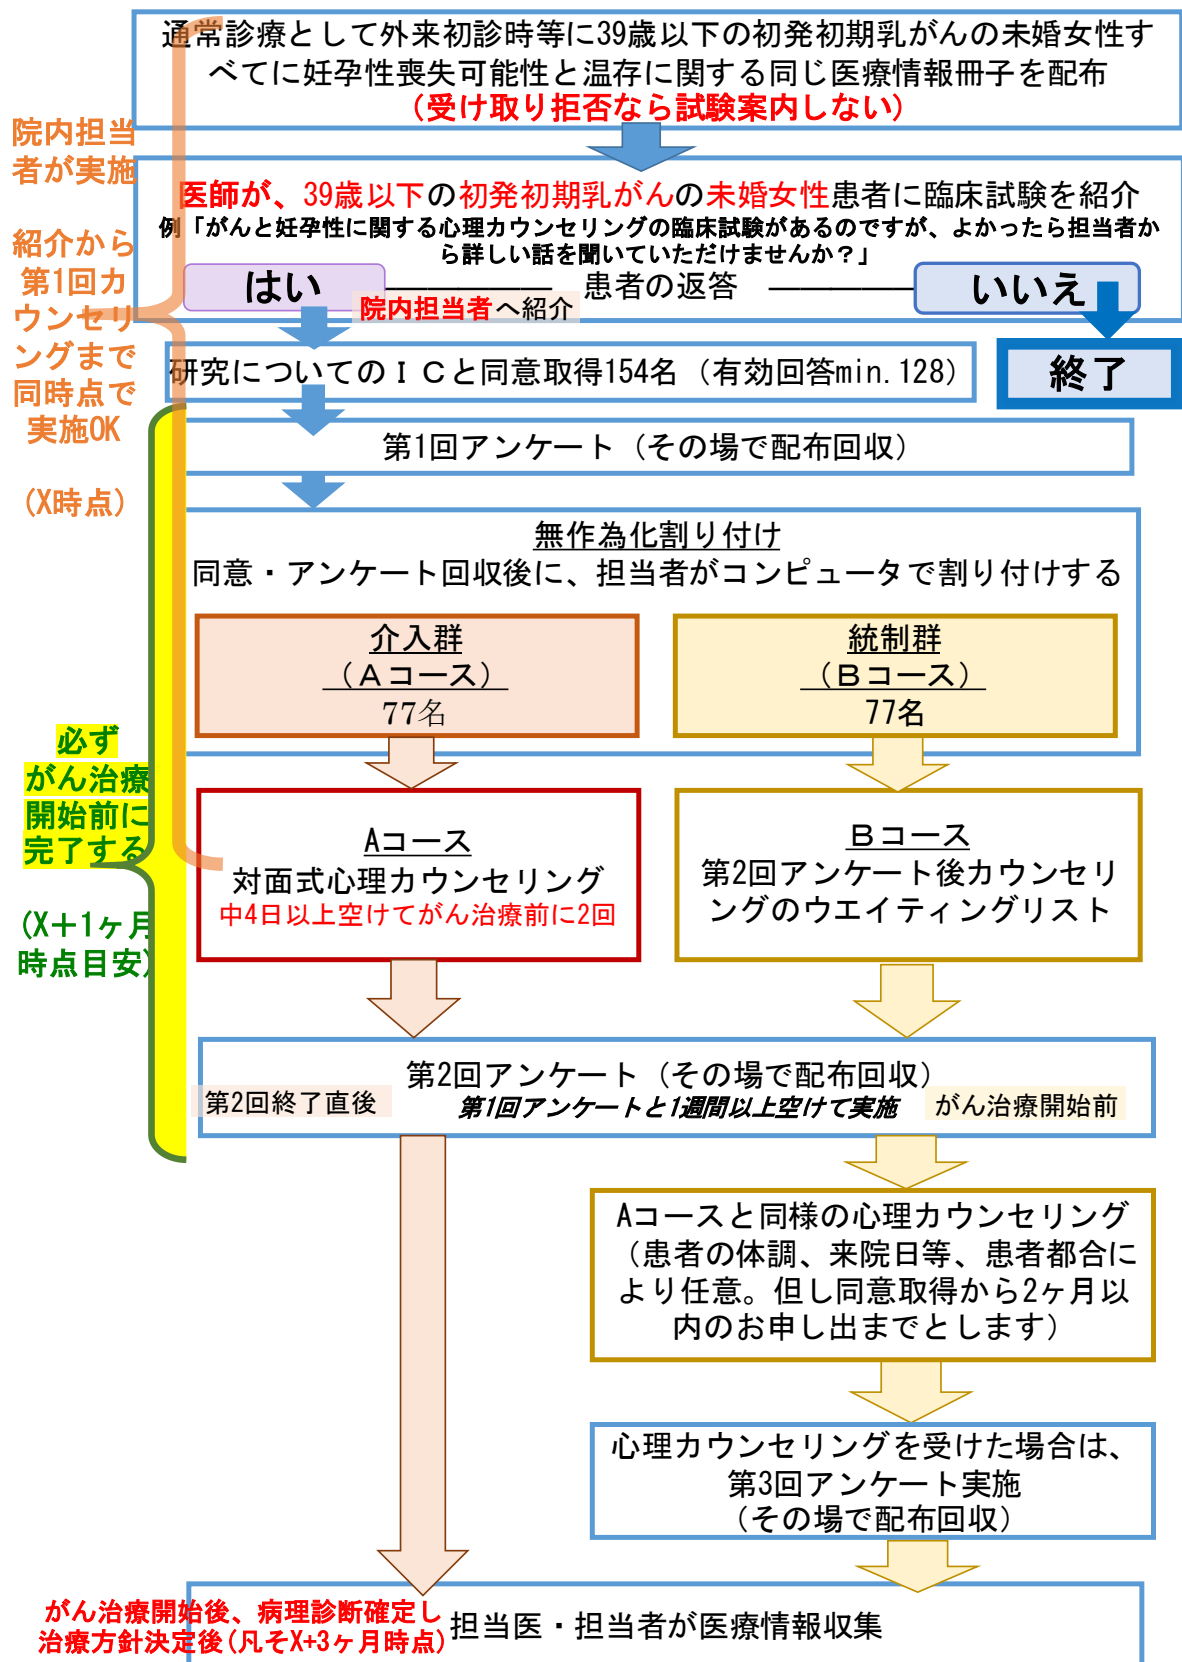 通常診療として外来初診時等に39歳以下の初発初期乳がんの未婚女性す
べてに妊孕性喪失可能性と温存に関する同じ医療情報冊子を配布
（受け取り拒否なら試験案内しない）
院内担当
者が実施
紹介から
第1回カ
ウンセリ
ングまで
同時点で
実施OK
（X時点）
医師が、39歳以下の初発初期乳がんの未婚女性患者に臨床試験を紹介
例「がんと妊孕性に関する心理カウンセリングの臨床試験があるのですが、よかったら担当者か
ら詳しい話を聞いていただけませんか？」
はい ―――――― 患者の返答 ―――――― いいえ
院内担当者へ紹介
終了
研究についてのＩＣと同意取得154名（有効回答min.128）
第1回アンケート（その場で配布回収）
無作為化割り付け
同意・アンケート回収後に、担当者がコンピュータで割り付けする
介入群
（Ａコース）
77名
統制群
（Ｂコース）
77名
必ず
がん治療
開始前に
完了する
（X＋1ヶ月
時点目安）
Aコース
対面式心理カウンセリング
中4日以上空けてがん治療前に2回
Ｂコース
第2回アンケート後カウンセリ
ングのウエイティングリスト
第2回アンケート（その場で配布回収）
第2回終了直後
第1回アンケートと1週間以上空けて実施
がん治療開始前
Aコースと同様の心理カウンセリング
（患者の体調、来院日等、患者都合に
より任意。但し同意取得から2ヶ月以
内のお申し出までとします）
心理カウンセリングを受けた場合は、
第3回アンケート実施
（その場で配布回収）
がん治療開始後、病理診断確定し
治療方針決定後(凡そX+3ヶ月時点)
担当医・担当者が医療情報収集